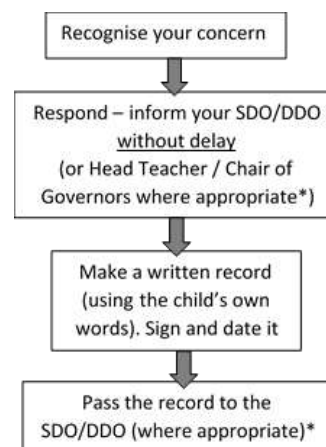 Recognise your concern
Respond – inform your SDO/DDO
without delay
(or Head Teacher / Chair of
Governors where appropriate*)
Make a written record
(using the child's own
words). Sign and date it
Pass the record to the
SDO/DDO (where appropriate)*